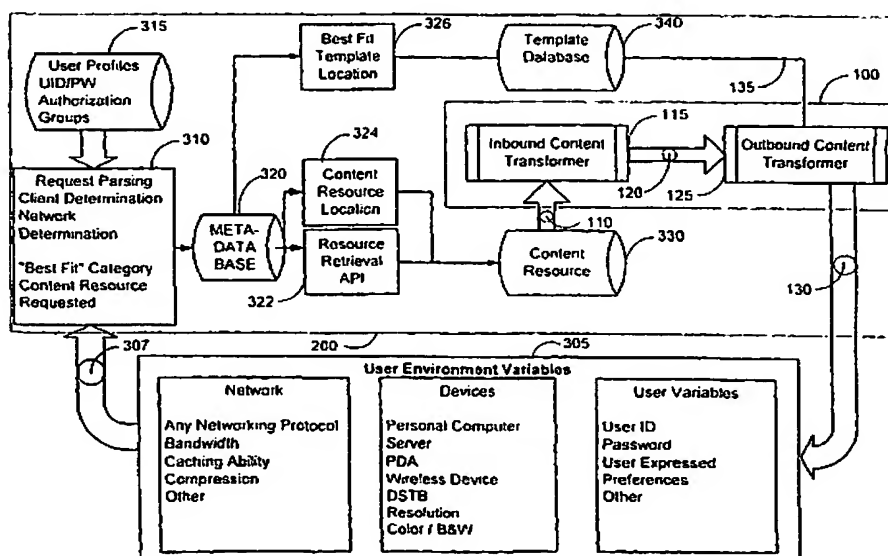 315
User Profiles
UID/PW
Authorization
Groups
Best Fit
Template
Location
326
Template
Database
340
135
100
310
Request Parsing
Client Determination
Network
Determination
"Best Fit" Category
Content Resource
Requested
320
META-
DATA
BASE
324
Content
Resource
Location
Resource
Retrieval
API
322
Inbound Content
Transformer
115
120
125
Outbound Content
Transformer
110
Content
Resource
330
130
307
200
305
User Environment Variables
Network
Any Networking Protocol
Bandwidth
Caching Ability
Compression
Other
Devices
Personal Computer
Server
PDA
Wireless Device
DSTB
Resolution
Color / B&W
User Variables
User ID
Password
User Expressed
Preferences
Other